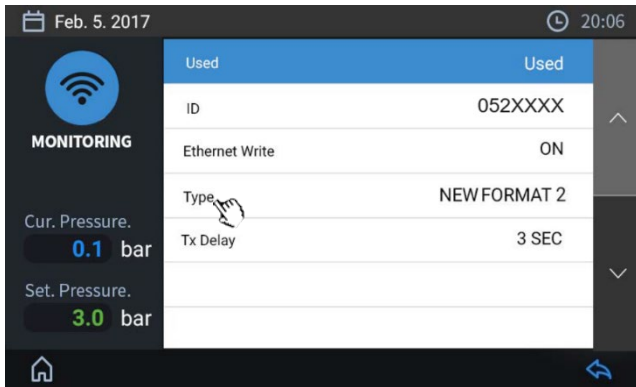 Feb. 5. 2017 20:06
MONITORING
Cur. Pressure.
0.1 bar
Set. Pressure.
3.0 bar
Used Used
ID 052XXXX
Ethernet Write ON
Type NEW FORMAT 2
Tx Delay 3 SEC